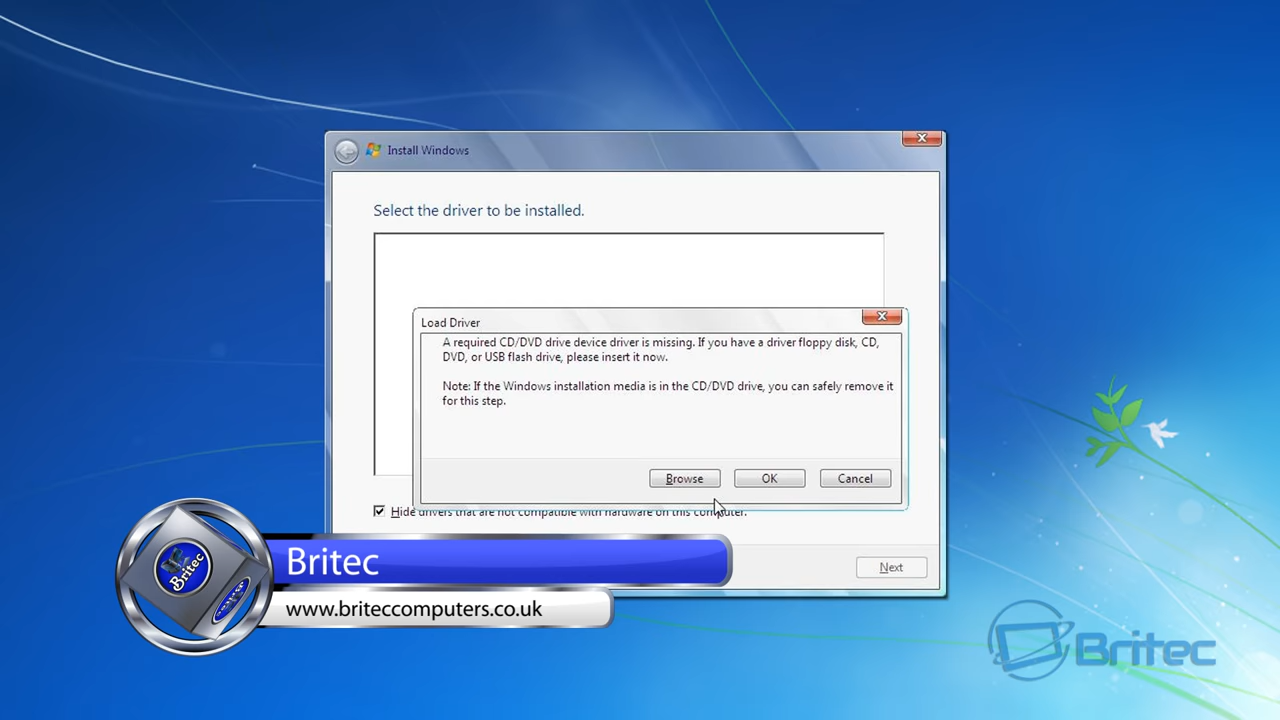 Install Windows
Select the driver to be installed.
Load Driver
A required CD/DVD drive device driver is missing. If you have a driver floppy disk, CD,
DVD, or USB flash drive, please insert it now.
Note: If the Windows installation media is in the CD/DVD drive, you can safely remove it
for this step.
Browse OK Cancel
Hide drivers that are not compatible with hardware on this computer.
Next
Britec
www.briteccomputers.co.uk
Britec
Britec
Britec